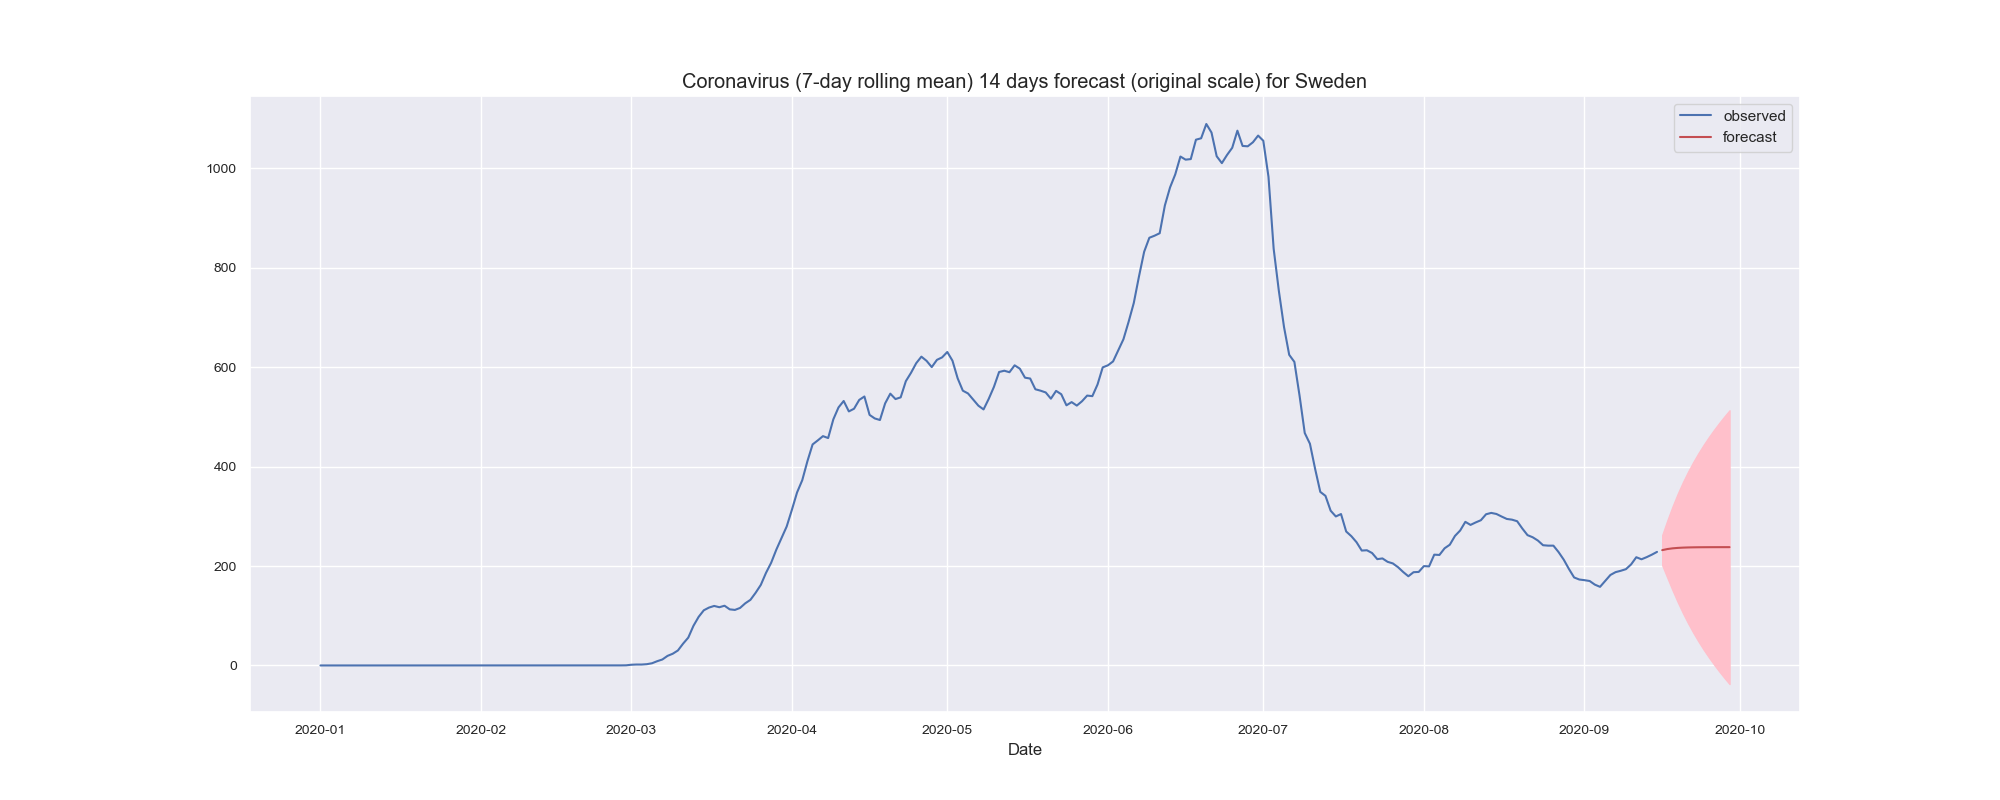 Coronavirus (7-day rolling mean) 14 days forecast (original scale) for Sweden
observed
forecast
1000
800
600
400
200
0
2020-01 2020-02 2020-03 2020-04 2020-05 2020-06 2020-07 2020-08 2020-09 2020-10
Date